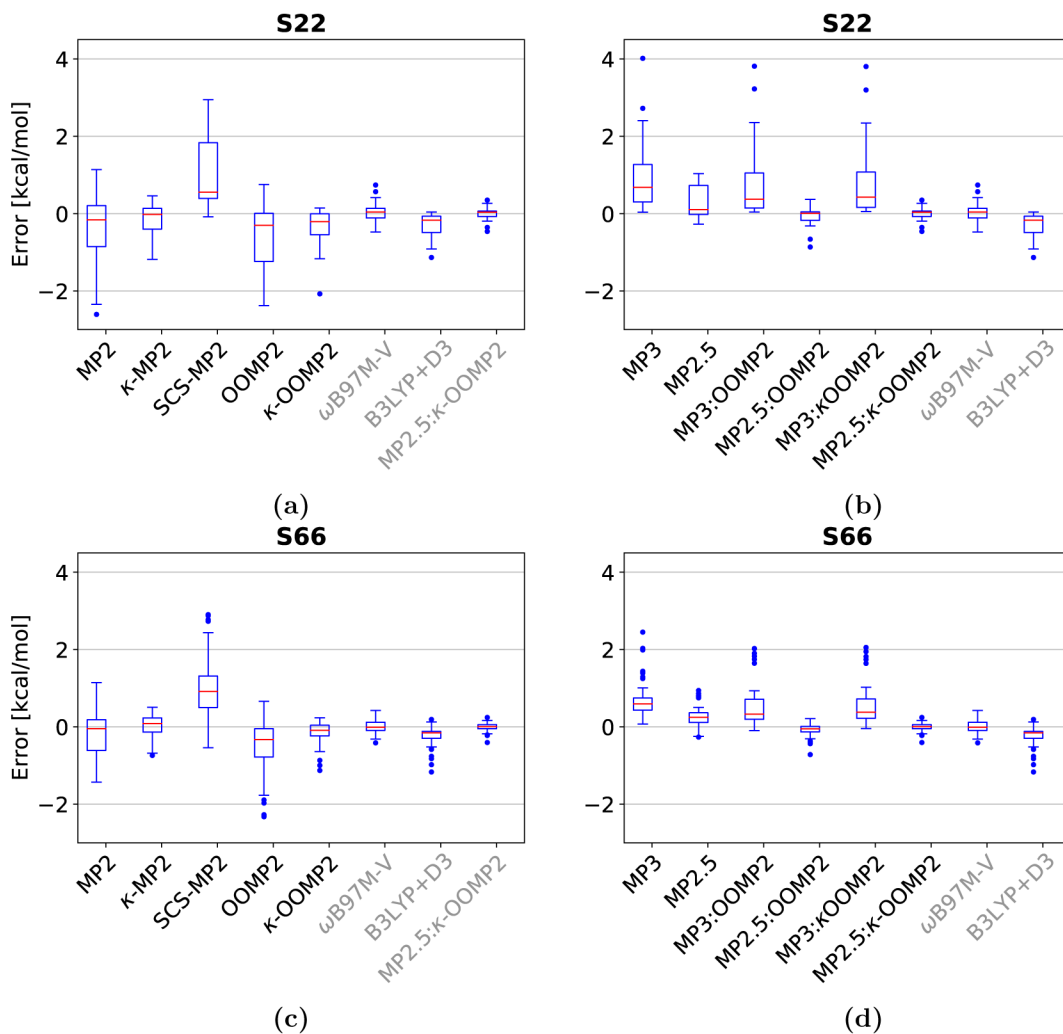 S22
Error [kcal/mol]
4
2
0
−2
MP2
κ-MP2
SCS-MP2
OOMP2
κ-OOMP2
ωB97M-V
B3LYP+D3
MP2.5:κ-OOMP2
(a)
S22
4
2
0
−2
MP3
MP2.5
MP3:OOMP2
MP2.5:OOMP2
MP3:κOOMP2
MP2.5:κ-OOMP2
ωB97M-V
B3LYP+D3
(b)
S66
Error [kcal/mol]
4
2
0
−2
MP2
κ-MP2
SCS-MP2
OOMP2
κ-OOMP2
ωB97M-V
B3LYP+D3
MP2.5:κ-OOMP2
(c)
S66
4
2
0
−2
MP3
MP2.5
MP3:OOMP2
MP2.5:OOMP2
MP3:κOOMP2
MP2.5:κ-OOMP2
ωB97M-V
B3LYP+D3
(d)